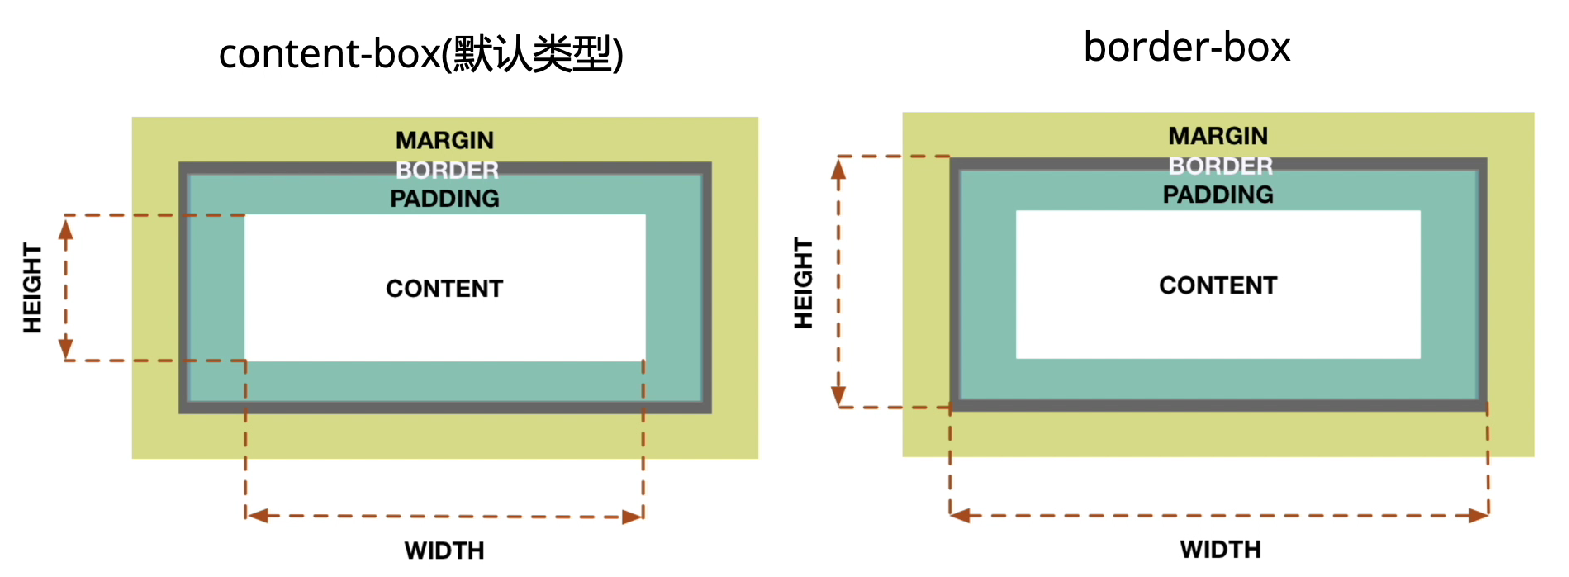 content-box(默认类型)
MARGIN
BORDER
PADDING
CONTENT
HEIGHT
WIDTH
border-box
MARGIN
BORDER
PADDING
CONTENT
HEIGHT
WIDTH